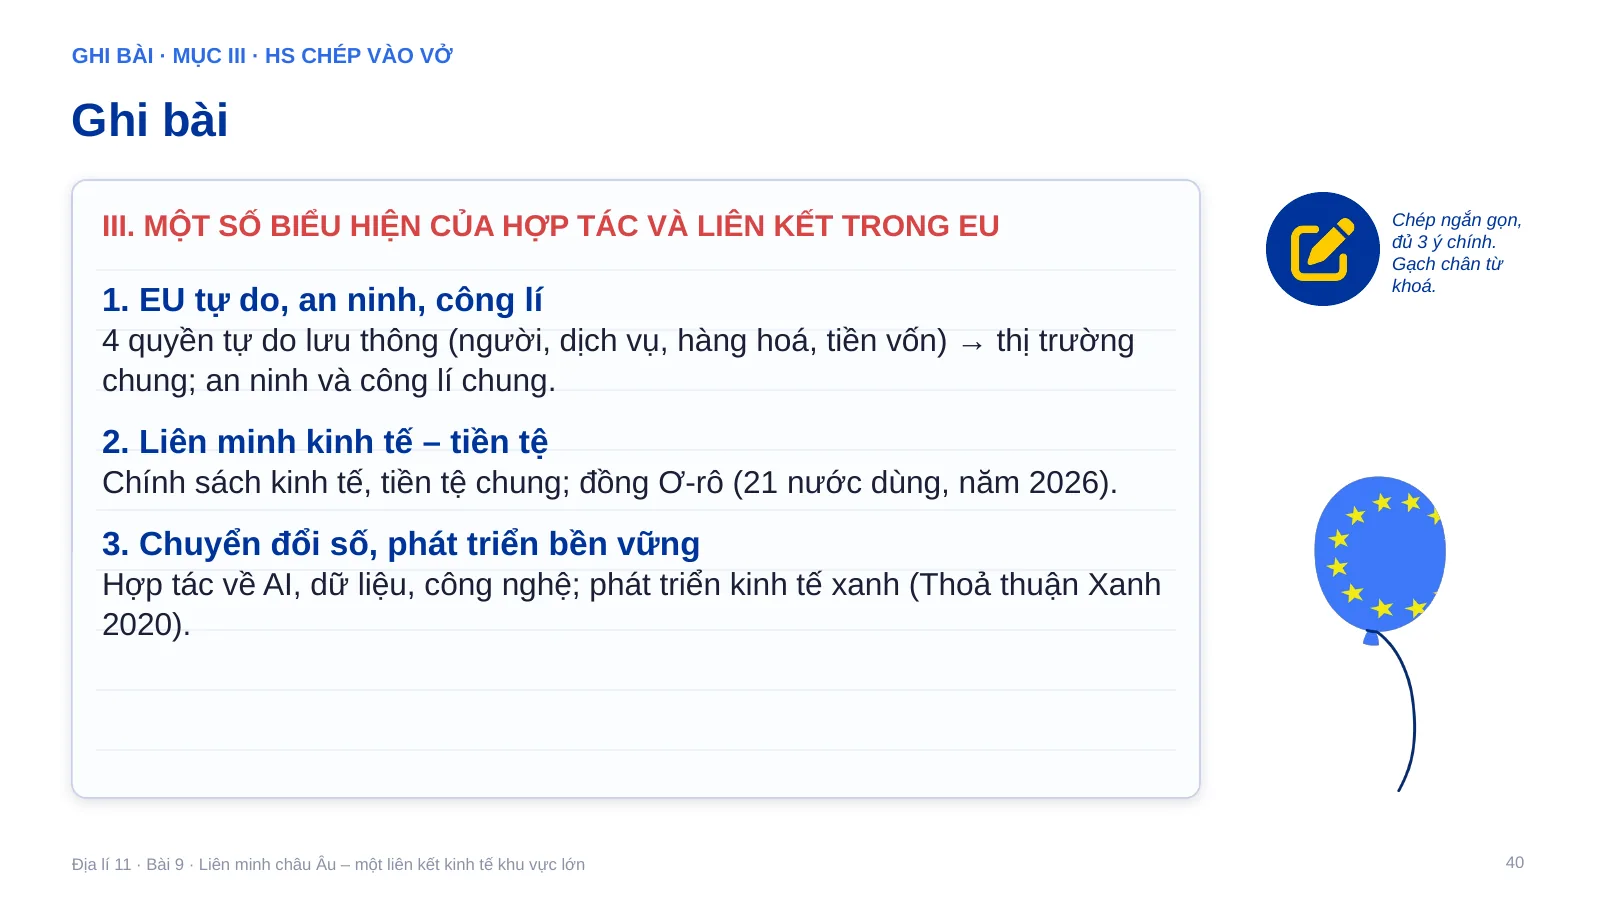 GHI BÀI · MỤC III · HS CHÉP VÀO VỞ
Ghi bài
III. MỘT SỐ BIỂU HIỆN CỦA HỢP TÁC VÀ LIÊN KẾT TRONG EU
1. EU tự do, an ninh, công lí
4 quyền tự do lưu thông (người, dịch vụ, hàng hoá, tiền vốn) → thị trường
chung; an ninh và công lí chung.
2. Liên minh kinh tế – tiền tệ
Chính sách kinh tế, tiền tệ chung; đồng Ơ-rô (21 nước dùng, năm 2026).
3. Chuyển đổi số, phát triển bền vững
Hợp tác về AI, dữ liệu, công nghệ; phát triển kinh tế xanh (Thoả thuận Xanh
2020).
Chép ngắn gọn,
đủ 3 ý chính.
Gạch chân từ
khoá.
Địa lí 11 · Bài 9 · Liên minh châu Âu – một liên kết kinh tế khu vực lớn
40